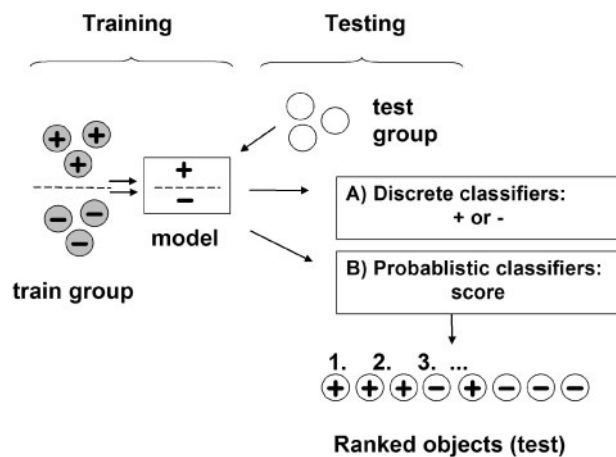 Training
Testing
test
group
+ + +
- - -
+
-
model
train group
A) Discrete classifiers:
+ or -
B) Probablistic classifiers:
score
1. 2. 3. ...
+ + + - + - - -
Ranked objects (test)